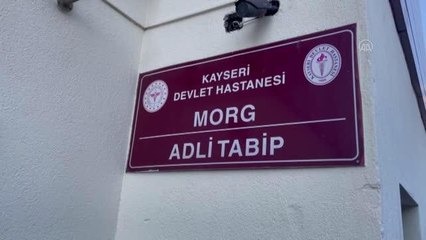 KAYSERİ
DEVLET HASTANESİ
MORG
ADLİ TABİP